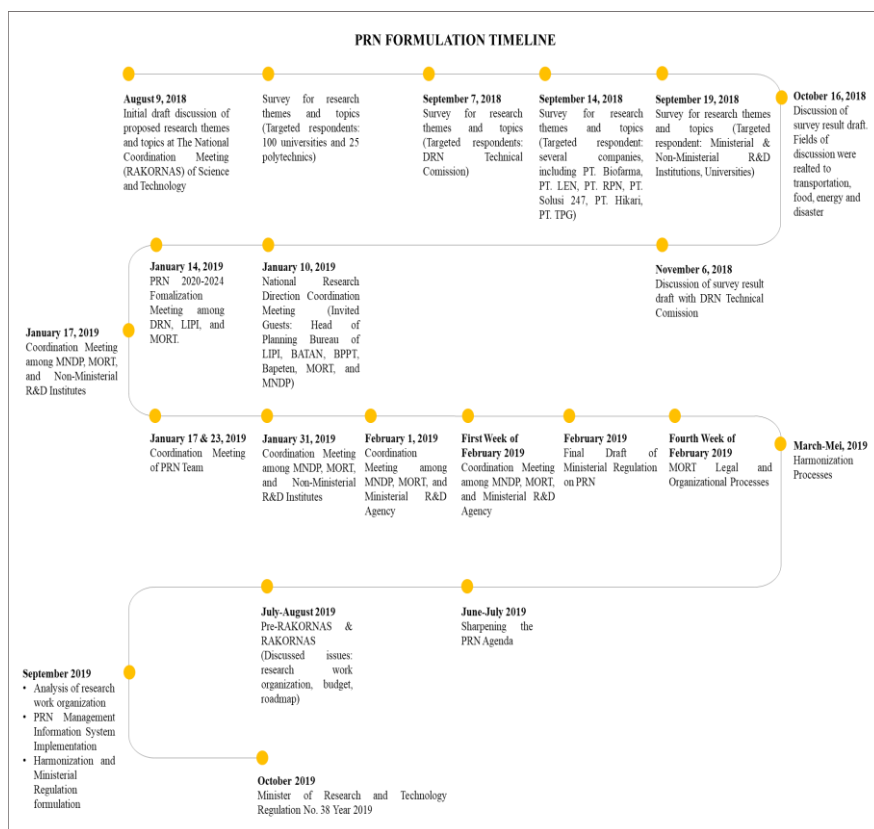 PRN FORMULATION TIMELINE
August 9, 2018
Initial draft discussion of
proposed research themes
and topics at The National
Coordination Meeting
(RAKORNAS) of Science
and Technology
Survey for research
themes and topics
(Targeted respondents:
100 universities and 25
polytechnics)
September 7, 2018
Survey for research
themes and topics
(Targeted respondents:
DRN Technical
Comission)
September 14, 2018
Survey for research
themes and topics
(Targeted respondent:
several companies,
including PT. Biofarma,
PT. LEN, PT. RPN, PT.
Solusi 247, PT. Hikari,
PT. TPG)
September 19, 2018
Survey for research themes
and topics (Targeted
respondent: Ministerial &
Non-Ministerial R&D
Institutions, Universities)
October 16, 2018
Discussion of
survey result draft.
Fields of
discussion were
realted to
transportation,
food, energy and
disaster
November 6, 2018
Discussion of survey result
draft with DRN Technical
Comission
January 10, 2019
National Research
Direction Coordination
Meeting (Invited
Guests: Head of
Planning Bureau of
LIPI, BATAN, BPPT,
Bapeten, MORT, and
MNDP)
January 14, 2019
PRN 2020-2024
Fomalization
Meeting among
DRN, LIPI, and
MORT.
January 17, 2019
Coordination Meeting
among MNDP, MORT,
and Non-Ministerial
R&D Institutes
January 17 & 23, 2019
Coordination Meeting
of PRN Team
January 31, 2019
Coordination Meeting
among MNDP, MORT,
and Non-Ministerial
R&D Institutes
February 1, 2019
Coordination
Meeting among
MNDP, MORT, and
Ministerial R&D
Agency
First Week of
February 2019
Coordination Meeting
among MNDP, MORT,
and Ministerial R&D
Agency
February 2019
Final Draft of
Ministerial Regulation
on PRN
Fourth Week of
February 2019
MORT Legal and
Organizational Processes
March-Mei, 2019
Harmonization
Processes
June-July 2019
Sharpening the
PRN Agenda
July-August 2019
Pre-RAKORNAS &
RAKORNAS
(Discussed issues:
research work
organization, budget,
roadmap)
September 2019
• Analysis of research
work organization
• PRN Management
Information System
Implementation
• Harmonization and
Ministerial
Regulation
formulation
October 2019
Minister of Research and Technology
Regulation No. 38 Year 2019